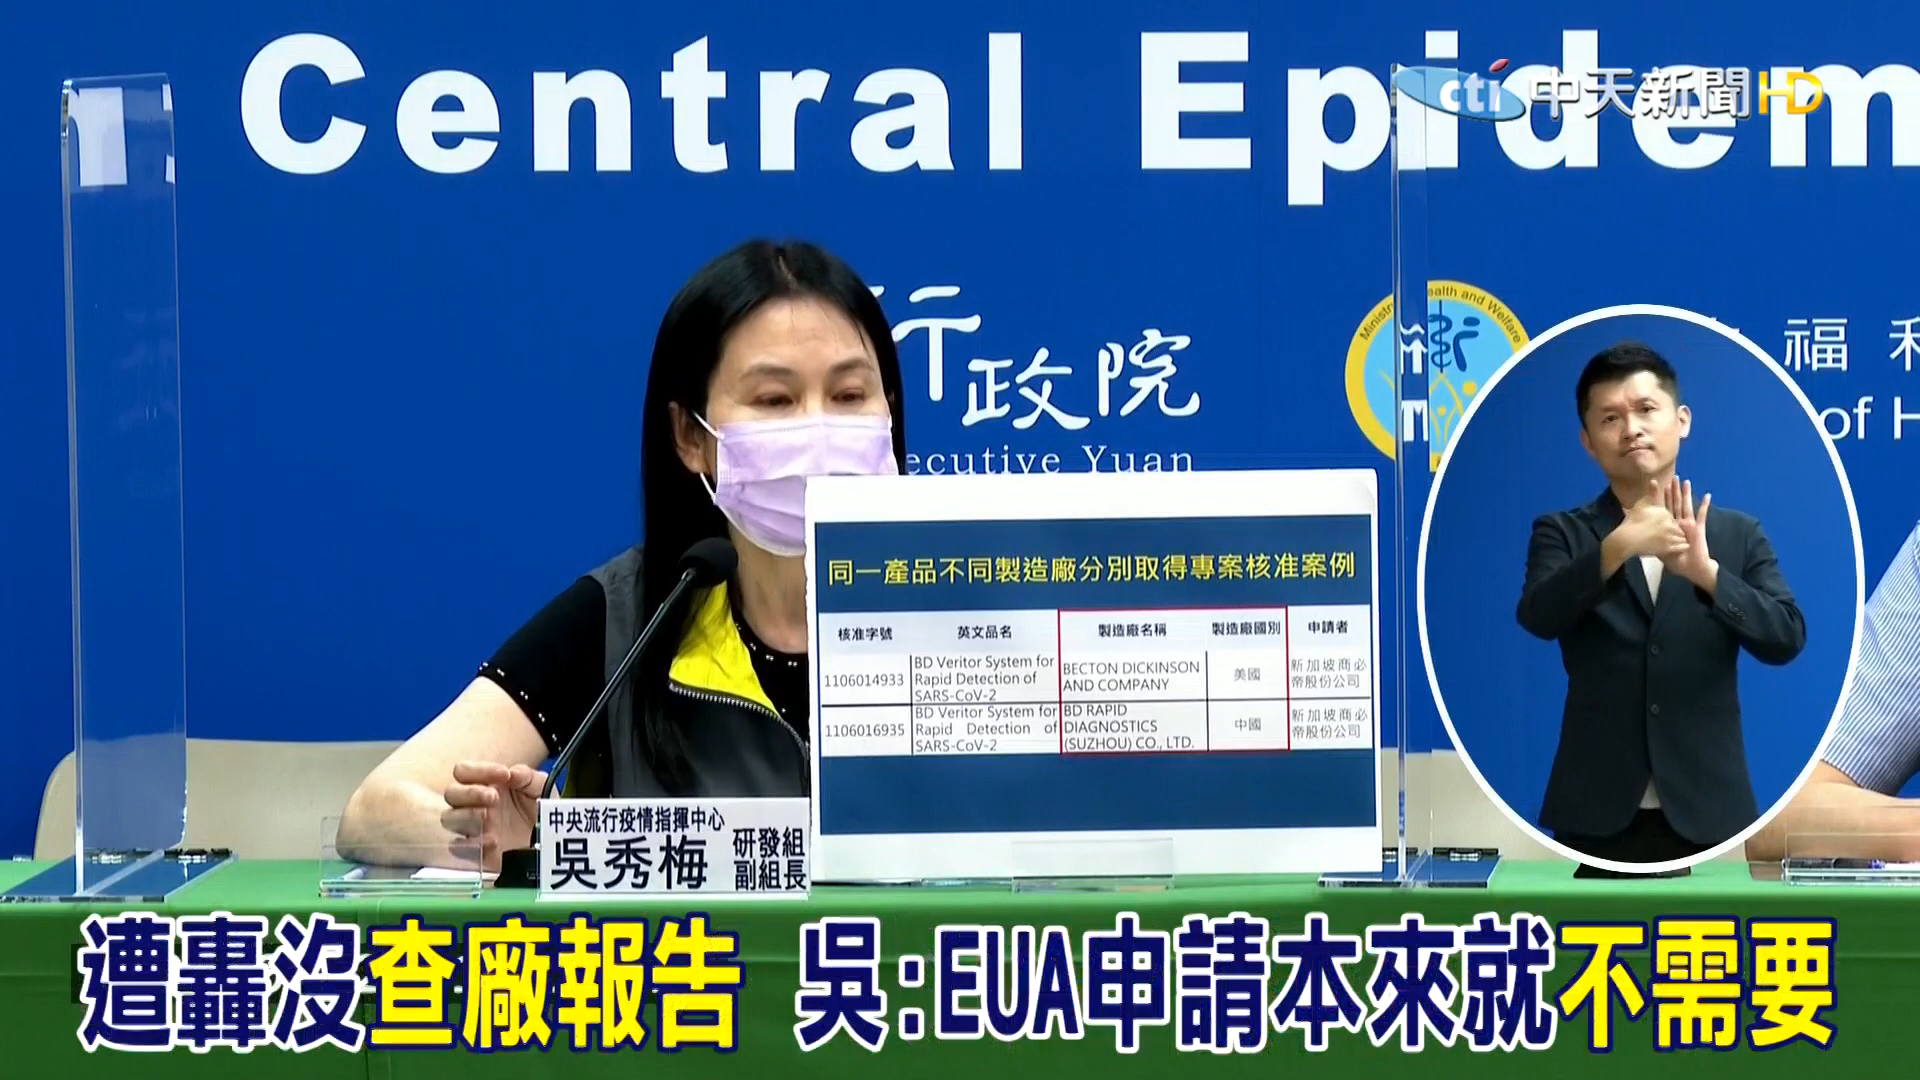 Central Epidem
cti 中天新聞HD
行政院
ecutive Yuan
Ministry Health and Welfare
福利
of H
同一產品不同製造廠分別取得專案核准案例
核准字號 英文品名 製造廠名稱 製造廠國別 申請者
1106014933 BD Veritor System for Rapid Detection of SARS-CoV-2 BECTON DICKINSON AND COMPANY 美國 新加坡商必帝股份公司
1106016935 BD Veritor System for Rapid Detection of SARS-CoV-2 BD RAPID DIAGNOSTICS (SUZHOU) CO., LTD. 中國 新加坡商必帝股份公司
中央流行疫情指揮中心
吳秀梅 研發組副組長
遭轟沒查廠報告 吳:EUA申請本來就不需要